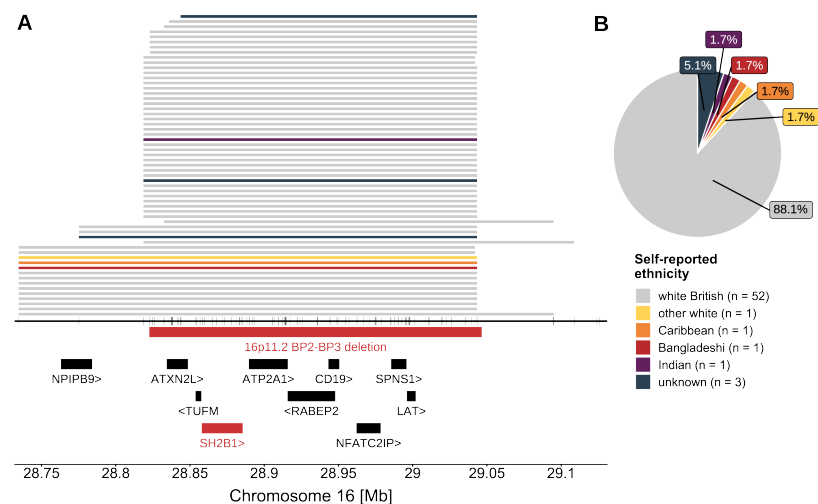 A
16p11.2 BP2-BP3 deletion
NPIPB9>
ATXN2L>
ATP2A1>
CD19>
SPNS1>
<TUFM
<RABEP2
LAT>
SH2B1>
NFATC2IP>
28.75
28.8
28.85
28.9
28.95
29
29.05
29.1
Chromosome 16 [Mb]
B
1.7%
5.1%
1.7%
1.7%
1.7%
88.1%
Self-reported
ethnicity
white British (n = 52)
other white (n = 1)
Caribbean (n = 1)
Bangladeshi (n = 1)
Indian (n = 1)
unknown (n = 3)